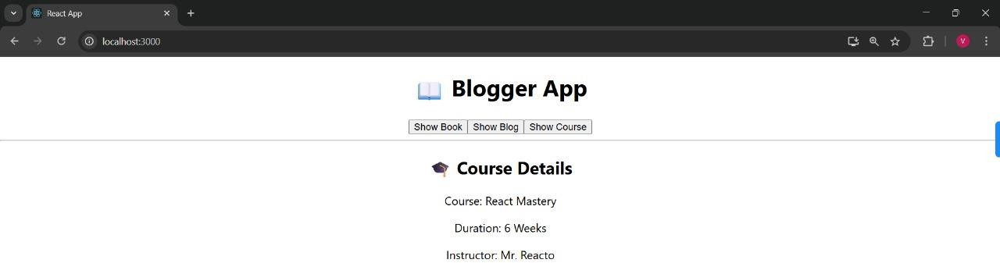 React App
localhost:3000
V
📖 Blogger App
Show Book Show Blog Show Course
🎓 Course Details
Course: React Mastery
Duration: 6 Weeks
Instructor: Mr. Reacto